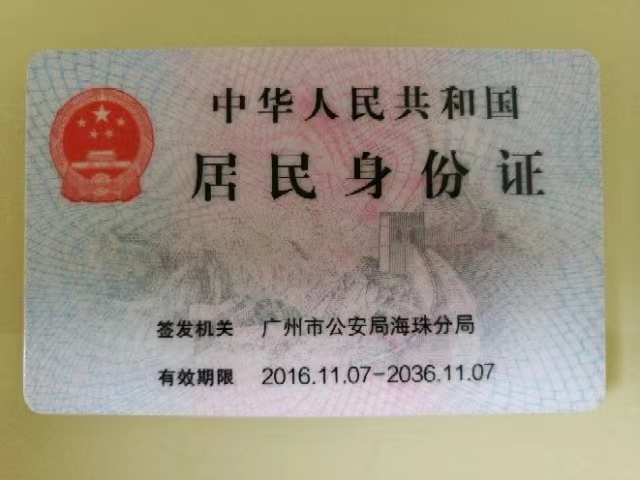 中华人民共和国
居民身份证
签发机关 广州市公安局海珠分局
有效期限 2016.11.07-2036.11.07